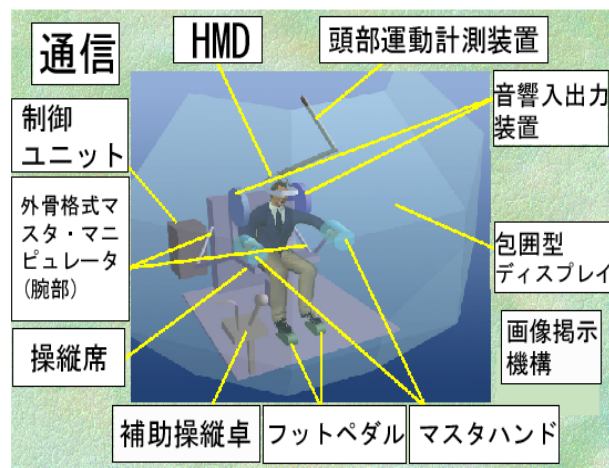 通信
HMD
頭部運動計測装置
制御
ユニット
音響入出力
装置
外骨格式マ
スタ・マニ
ピュレータ
(腕部)
包囲型
ディスプレイ
画像掲示
機構
操縦席
補助操縦卓
フットペダル
マスタハンド